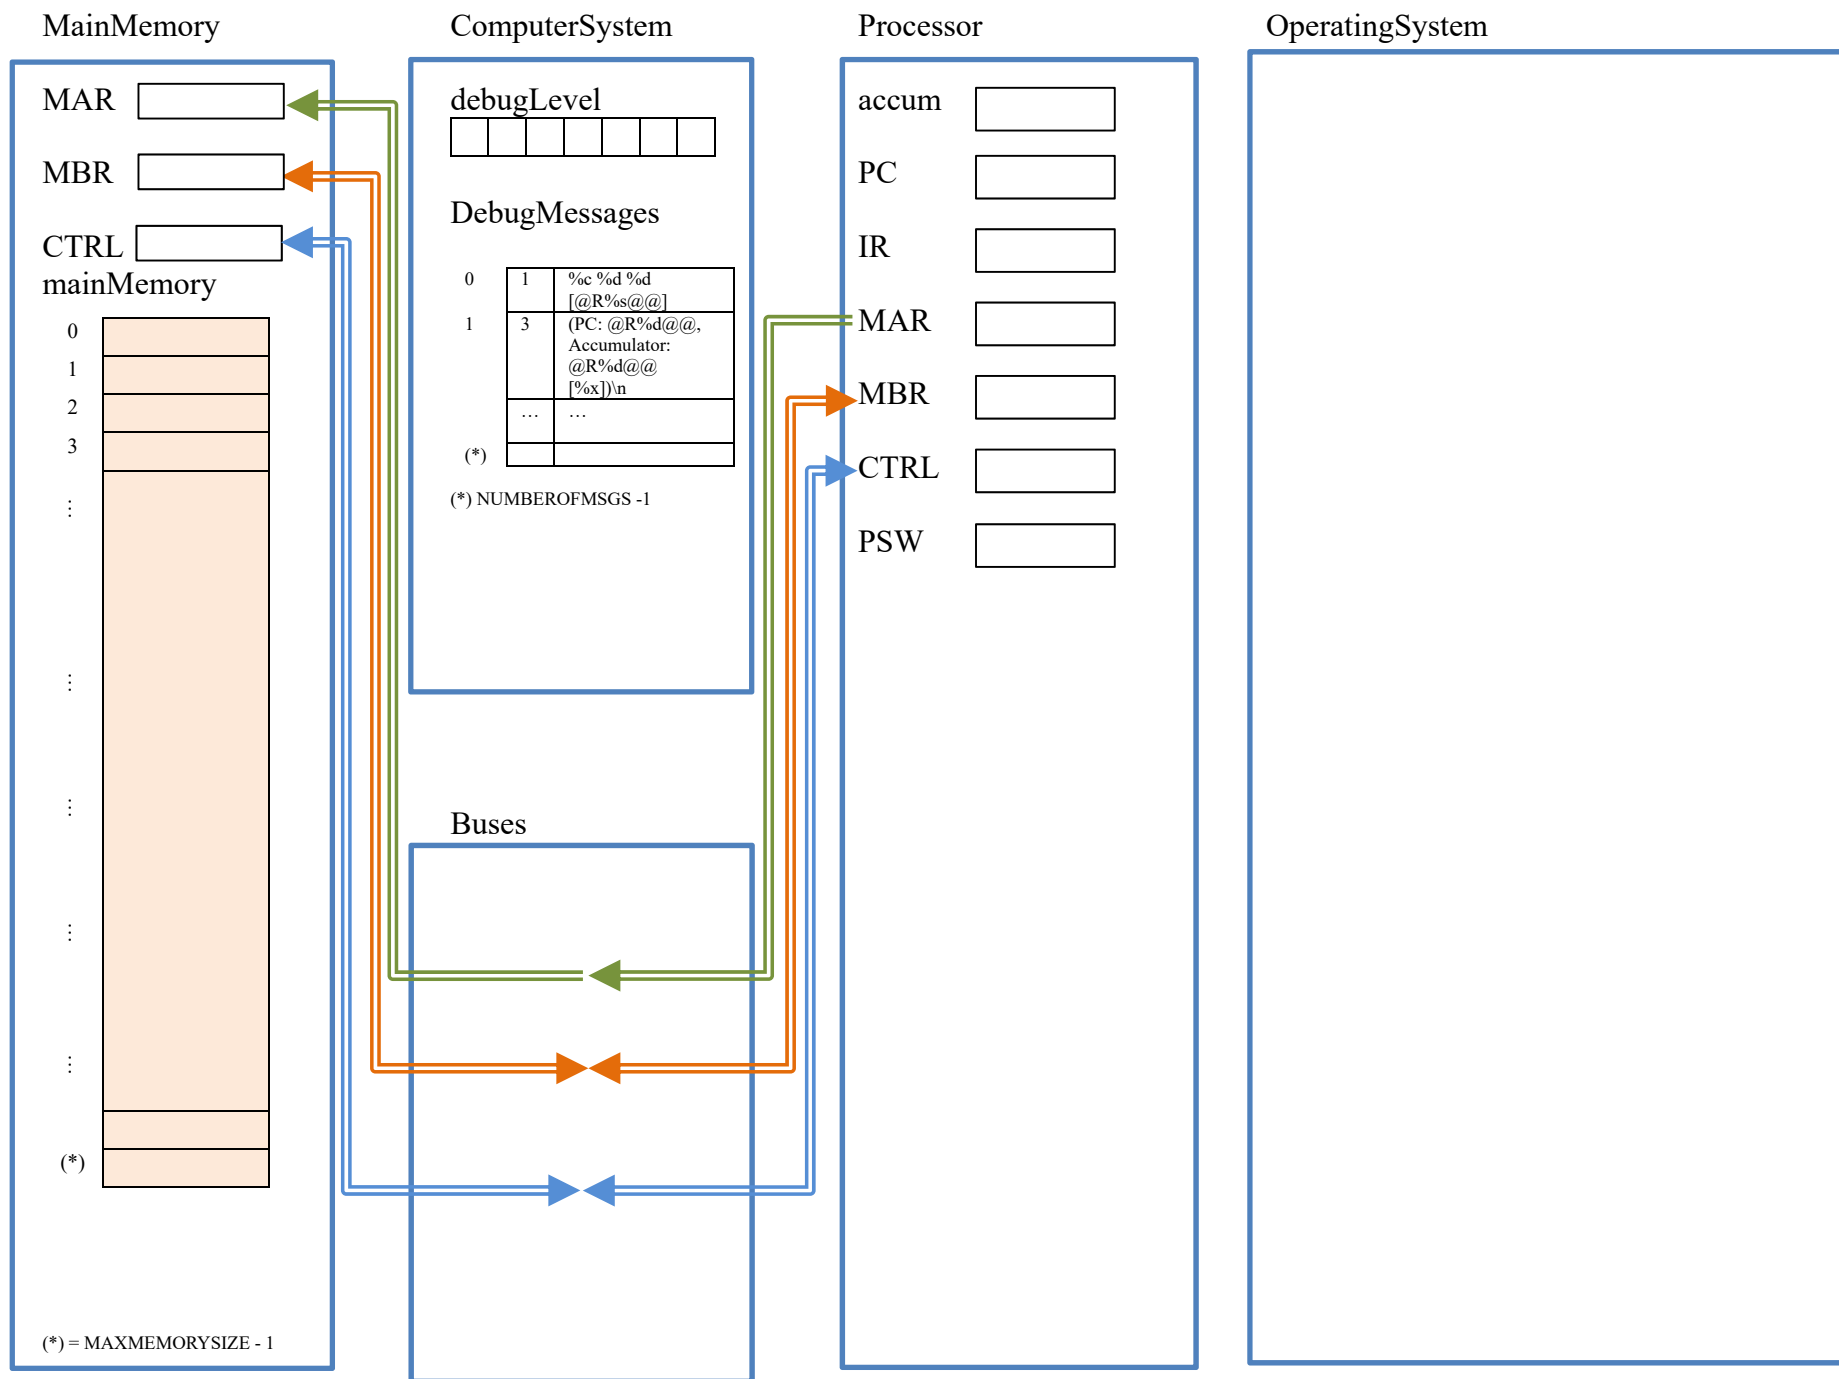 MainMemory
MAR
MBR
CTRL
mainMemory
0
1
2
3
⋮
⋮
⋮
⋮
⋮
(*)
(*) = MAXMEMORYSIZE - 1
ComputerSystem
debugLevel
DebugMessages
0 1 %c %d %d
[@R%s@@]
1 3 (PC: @R%d@@,
Accumulator:
@R%d@@
[%x])\n
… …
(*)
(*) NUMBEROFMSGS -1
Buses
Processor
accum
PC
IR
MAR
MBR
CTRL
PSW
OperatingSystem